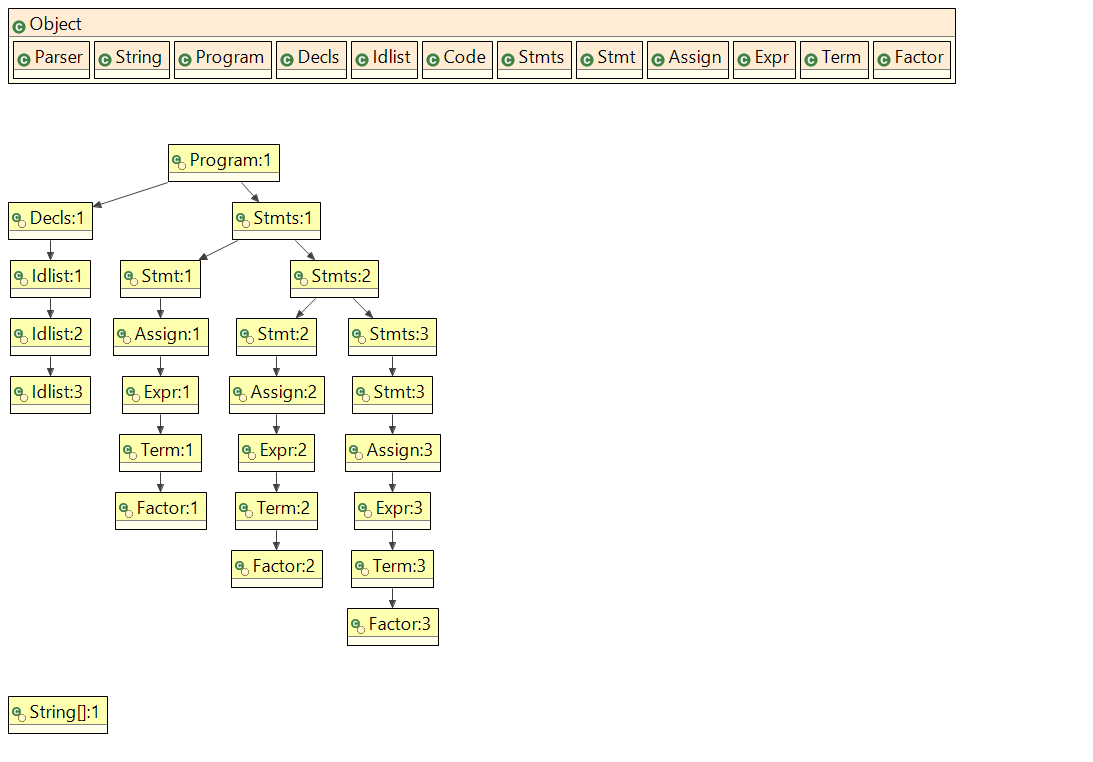 Object
Parser String Program Decls Idlist Code Stmts Stmt Assign Expr Term Factor
Program:1
Decls:1 Stmts:1
Idlist:1 Stmt:1 Stmts:2
Idlist:2 Assign:1 Stmt:2 Stmts:3
Idlist:3 Expr:1 Assign:2 Stmt:3
Term:1 Expr:2 Assign:3
Factor:1 Term:2 Expr:3
Factor:2 Term:3
Factor:3
String[]:1